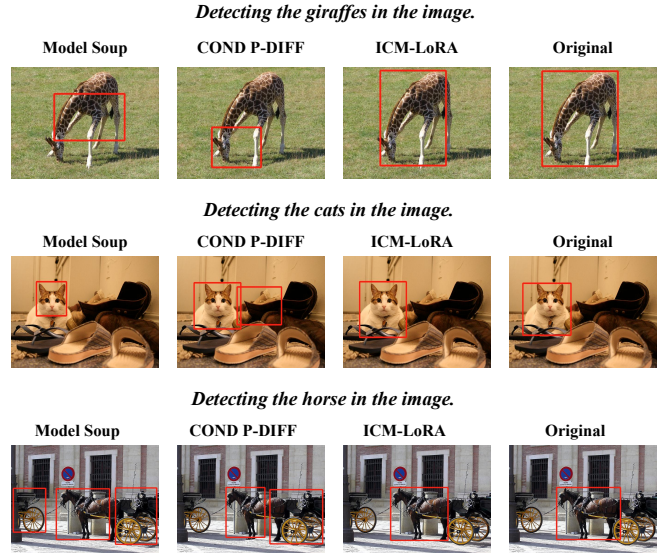 Detecting the giraffes in the image.
Model Soup COND P-DIFF ICM-LoRA Original
Detecting the cats in the image.
Model Soup COND P-DIFF ICM-LoRA Original
Detecting the horse in the image.
Model Soup COND P-DIFF ICM-LoRA Original